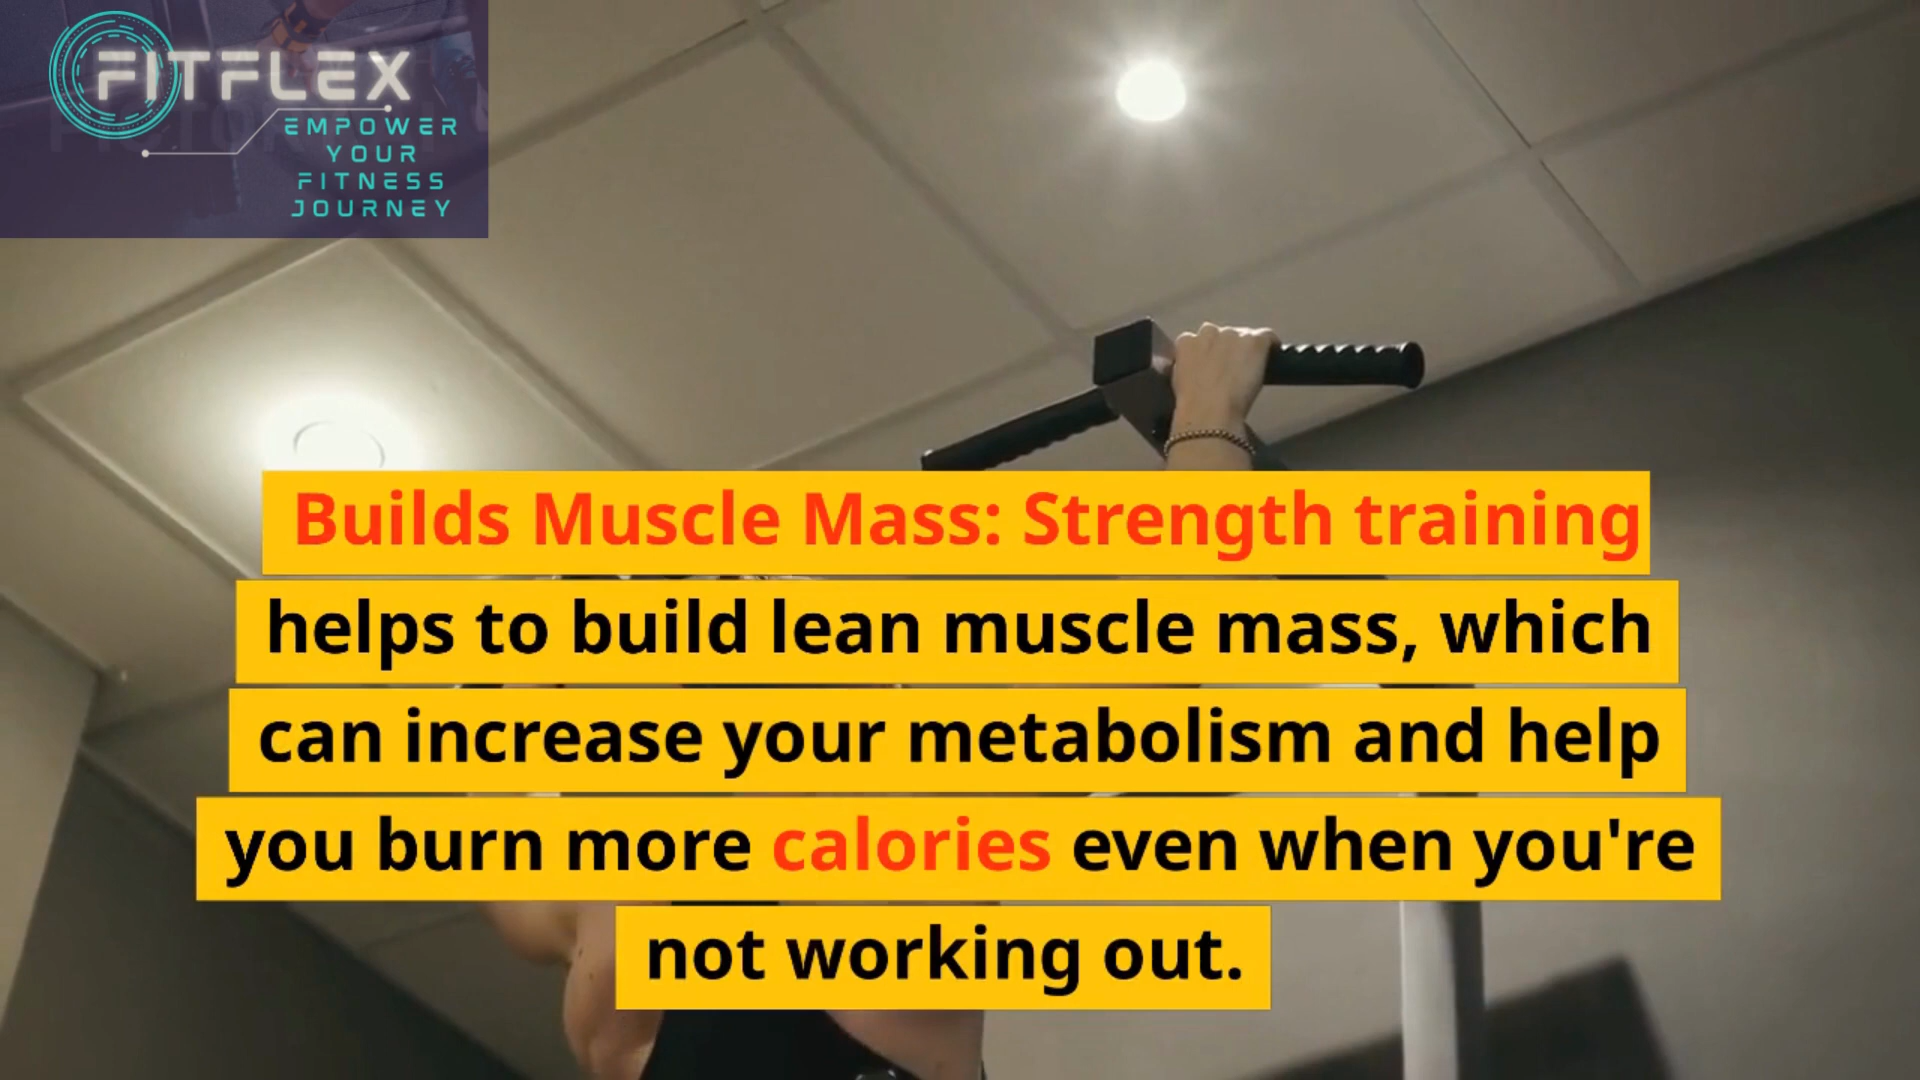 FITFLEX
EMPOWER
YOUR
FITNESS
JOURNEY
Builds Muscle Mass: Strength training
helps to build lean muscle mass, which
can increase your metabolism and help
you burn more calories even when you're
not working out.